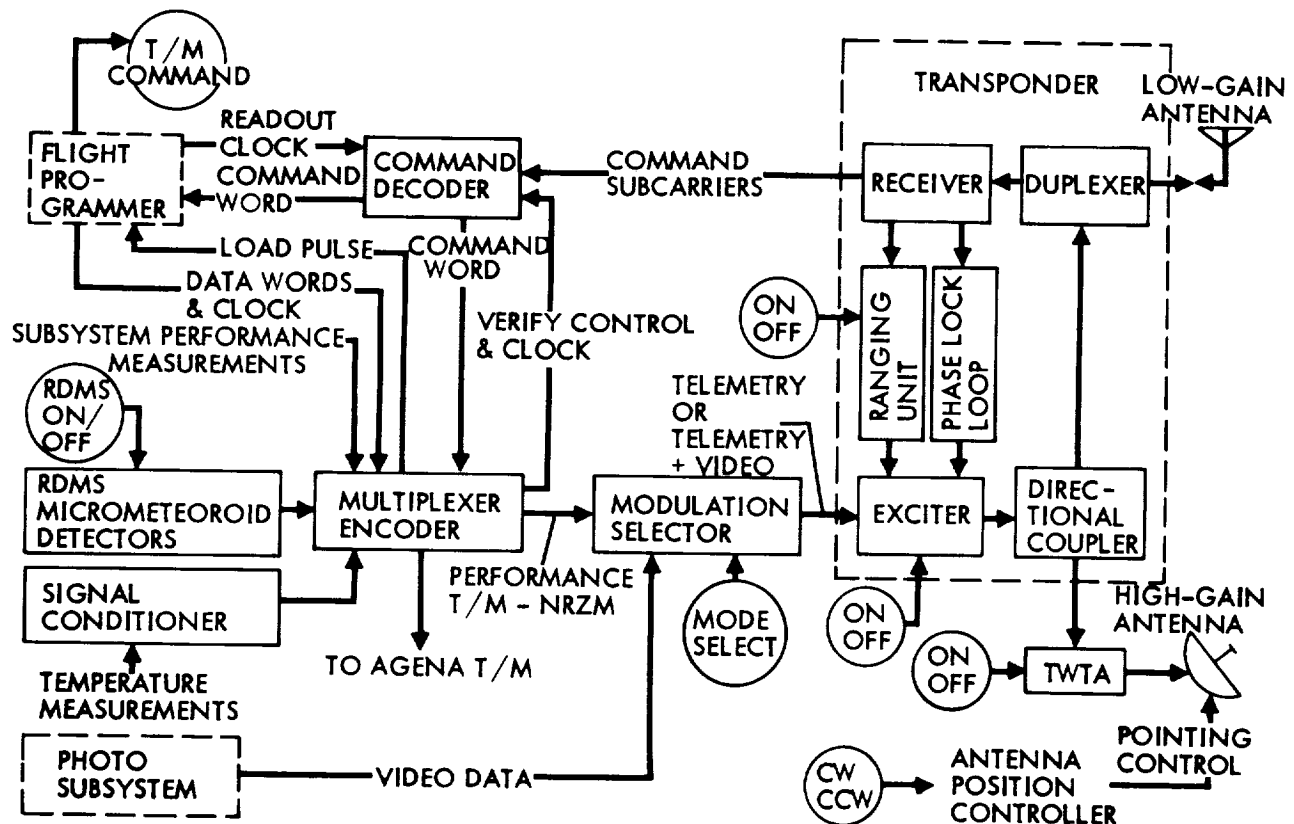 T/M
COMMAND
TRANSPONDER
LOW-GAIN
ANTENNA
READOUT
CLOCK
FLIGHT
PRO-
GRAMMER
COMMAND
WORD
COMMAND
DECODER
COMMAND
SUBCARRIERS
RECEIVER
DUPLEXER
LOAD PULSE
COMMAND
WORD
DATA WORDS
& CLOCK
SUBSYSTEM PERFORMANCE
MEASUREMENTS
VERIFY CONTROL
& CLOCK
ON
OFF
RANGING
UNIT
PHASE LOCK
LOOP
RDMS
ON/
OFF
TELEMETRY
OR
TELEMETRY
+ VIDEO
RDMS
MICROMETEOROID
DETECTORS
MULTIPLEXER
ENCODER
MODULATION
SELECTOR
EXCITER
DIREC-
TIONAL
COUPLER
SIGNAL
CONDITIONER
PERFORMANCE
T/M - NRZM
MODE
SELECT
ON
OFF
HIGH-GAIN
ANTENNA
TO AGENA T/M
ON
OFF
TWTA
TEMPERATURE
MEASUREMENTS
PHOTO
SUBSYSTEM
VIDEO DATA
CW
CCW
ANTENNA
POSITION
CONTROLLER
POINTING
CONTROL